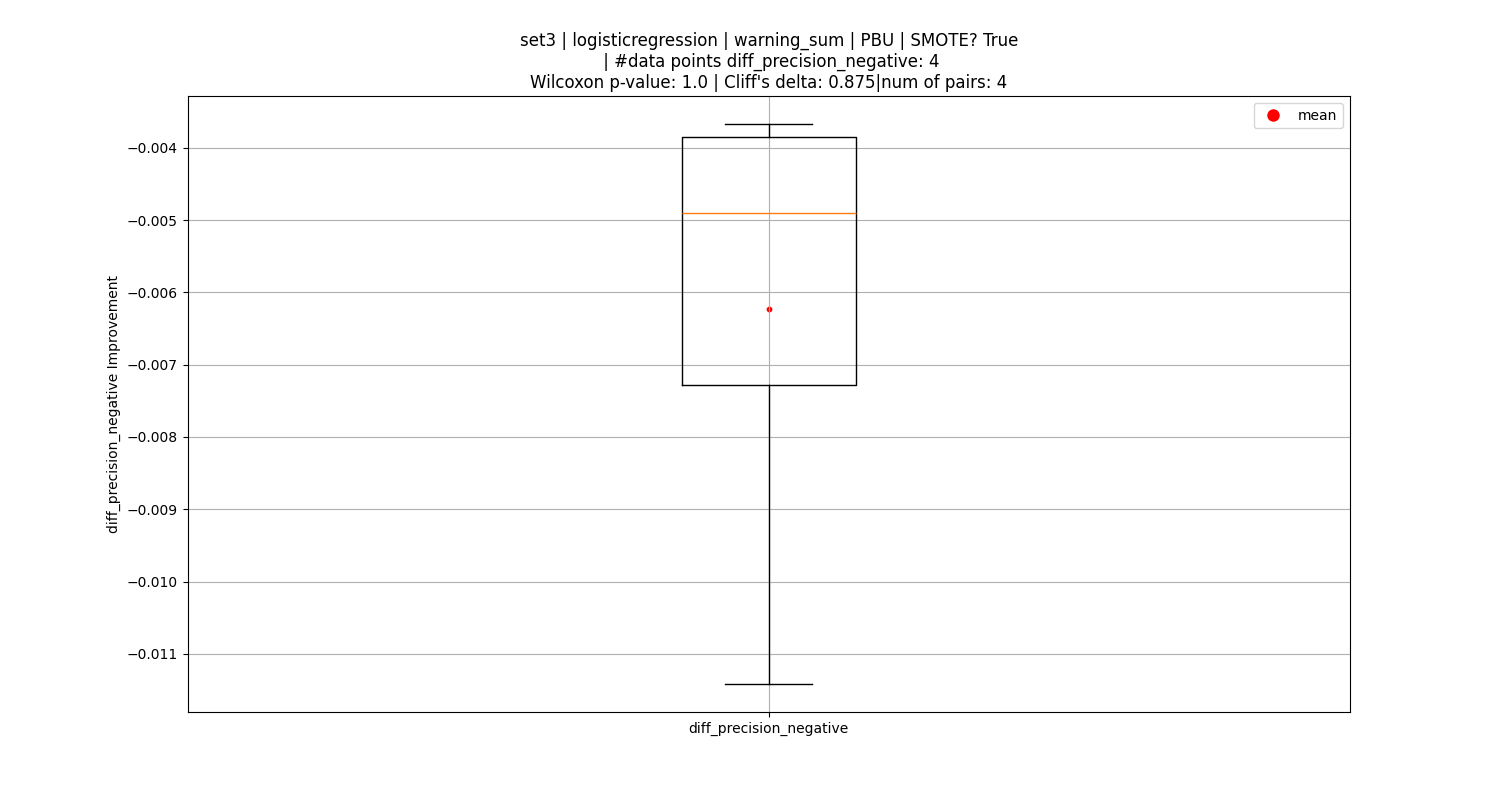 set3 | logisticregression | warning_sum | PBU | SMOTE? True
| #data points diff_precision_negative: 4
Wilcoxon p-value: 1.0 | Cliff's delta: 0.875|num of pairs: 4
mean
−0.004
−0.005
−0.006
−0.007
−0.008
−0.009
−0.010
−0.011
diff_precision_negative Improvement
diff_precision_negative